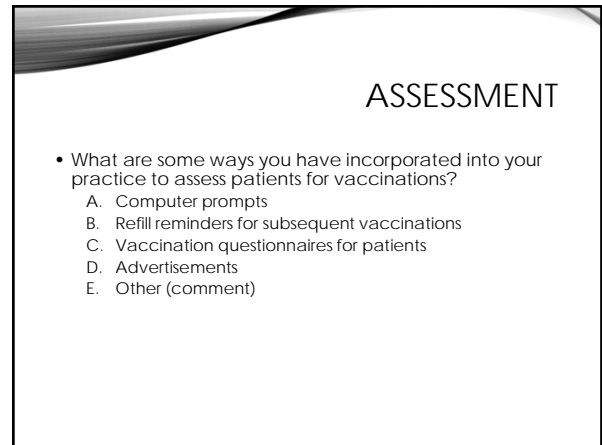 ASSESSMENT
• What are some ways you have incorporated into your
practice to assess patients for vaccinations?
A. Computer prompts
B. Refill reminders for subsequent vaccinations
C. Vaccination questionnaires for patients
D. Advertisements
E. Other (comment)